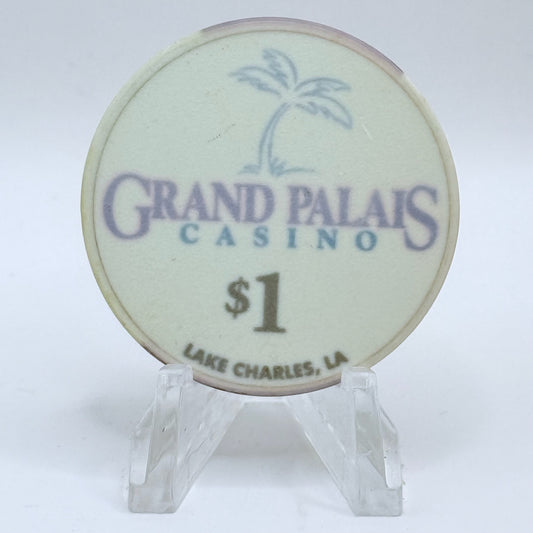 GRAND PALAIS
CASINO
$1
LAKE CHARLES, LA